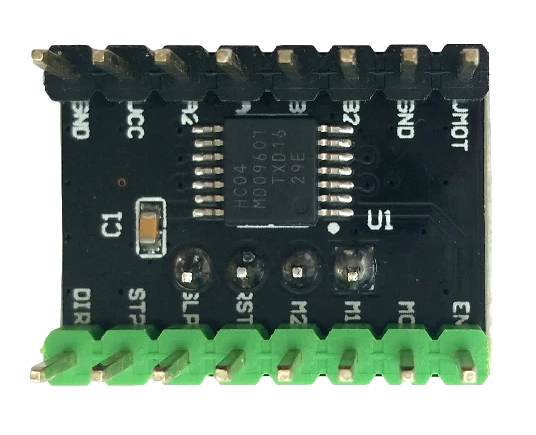 GND
VCC
A2
B2
GND
VMOT
HC04
MD09601
TXD16
29E
C1
U1
DIR
STP
SLP
RST
M2
M1
M0
EN